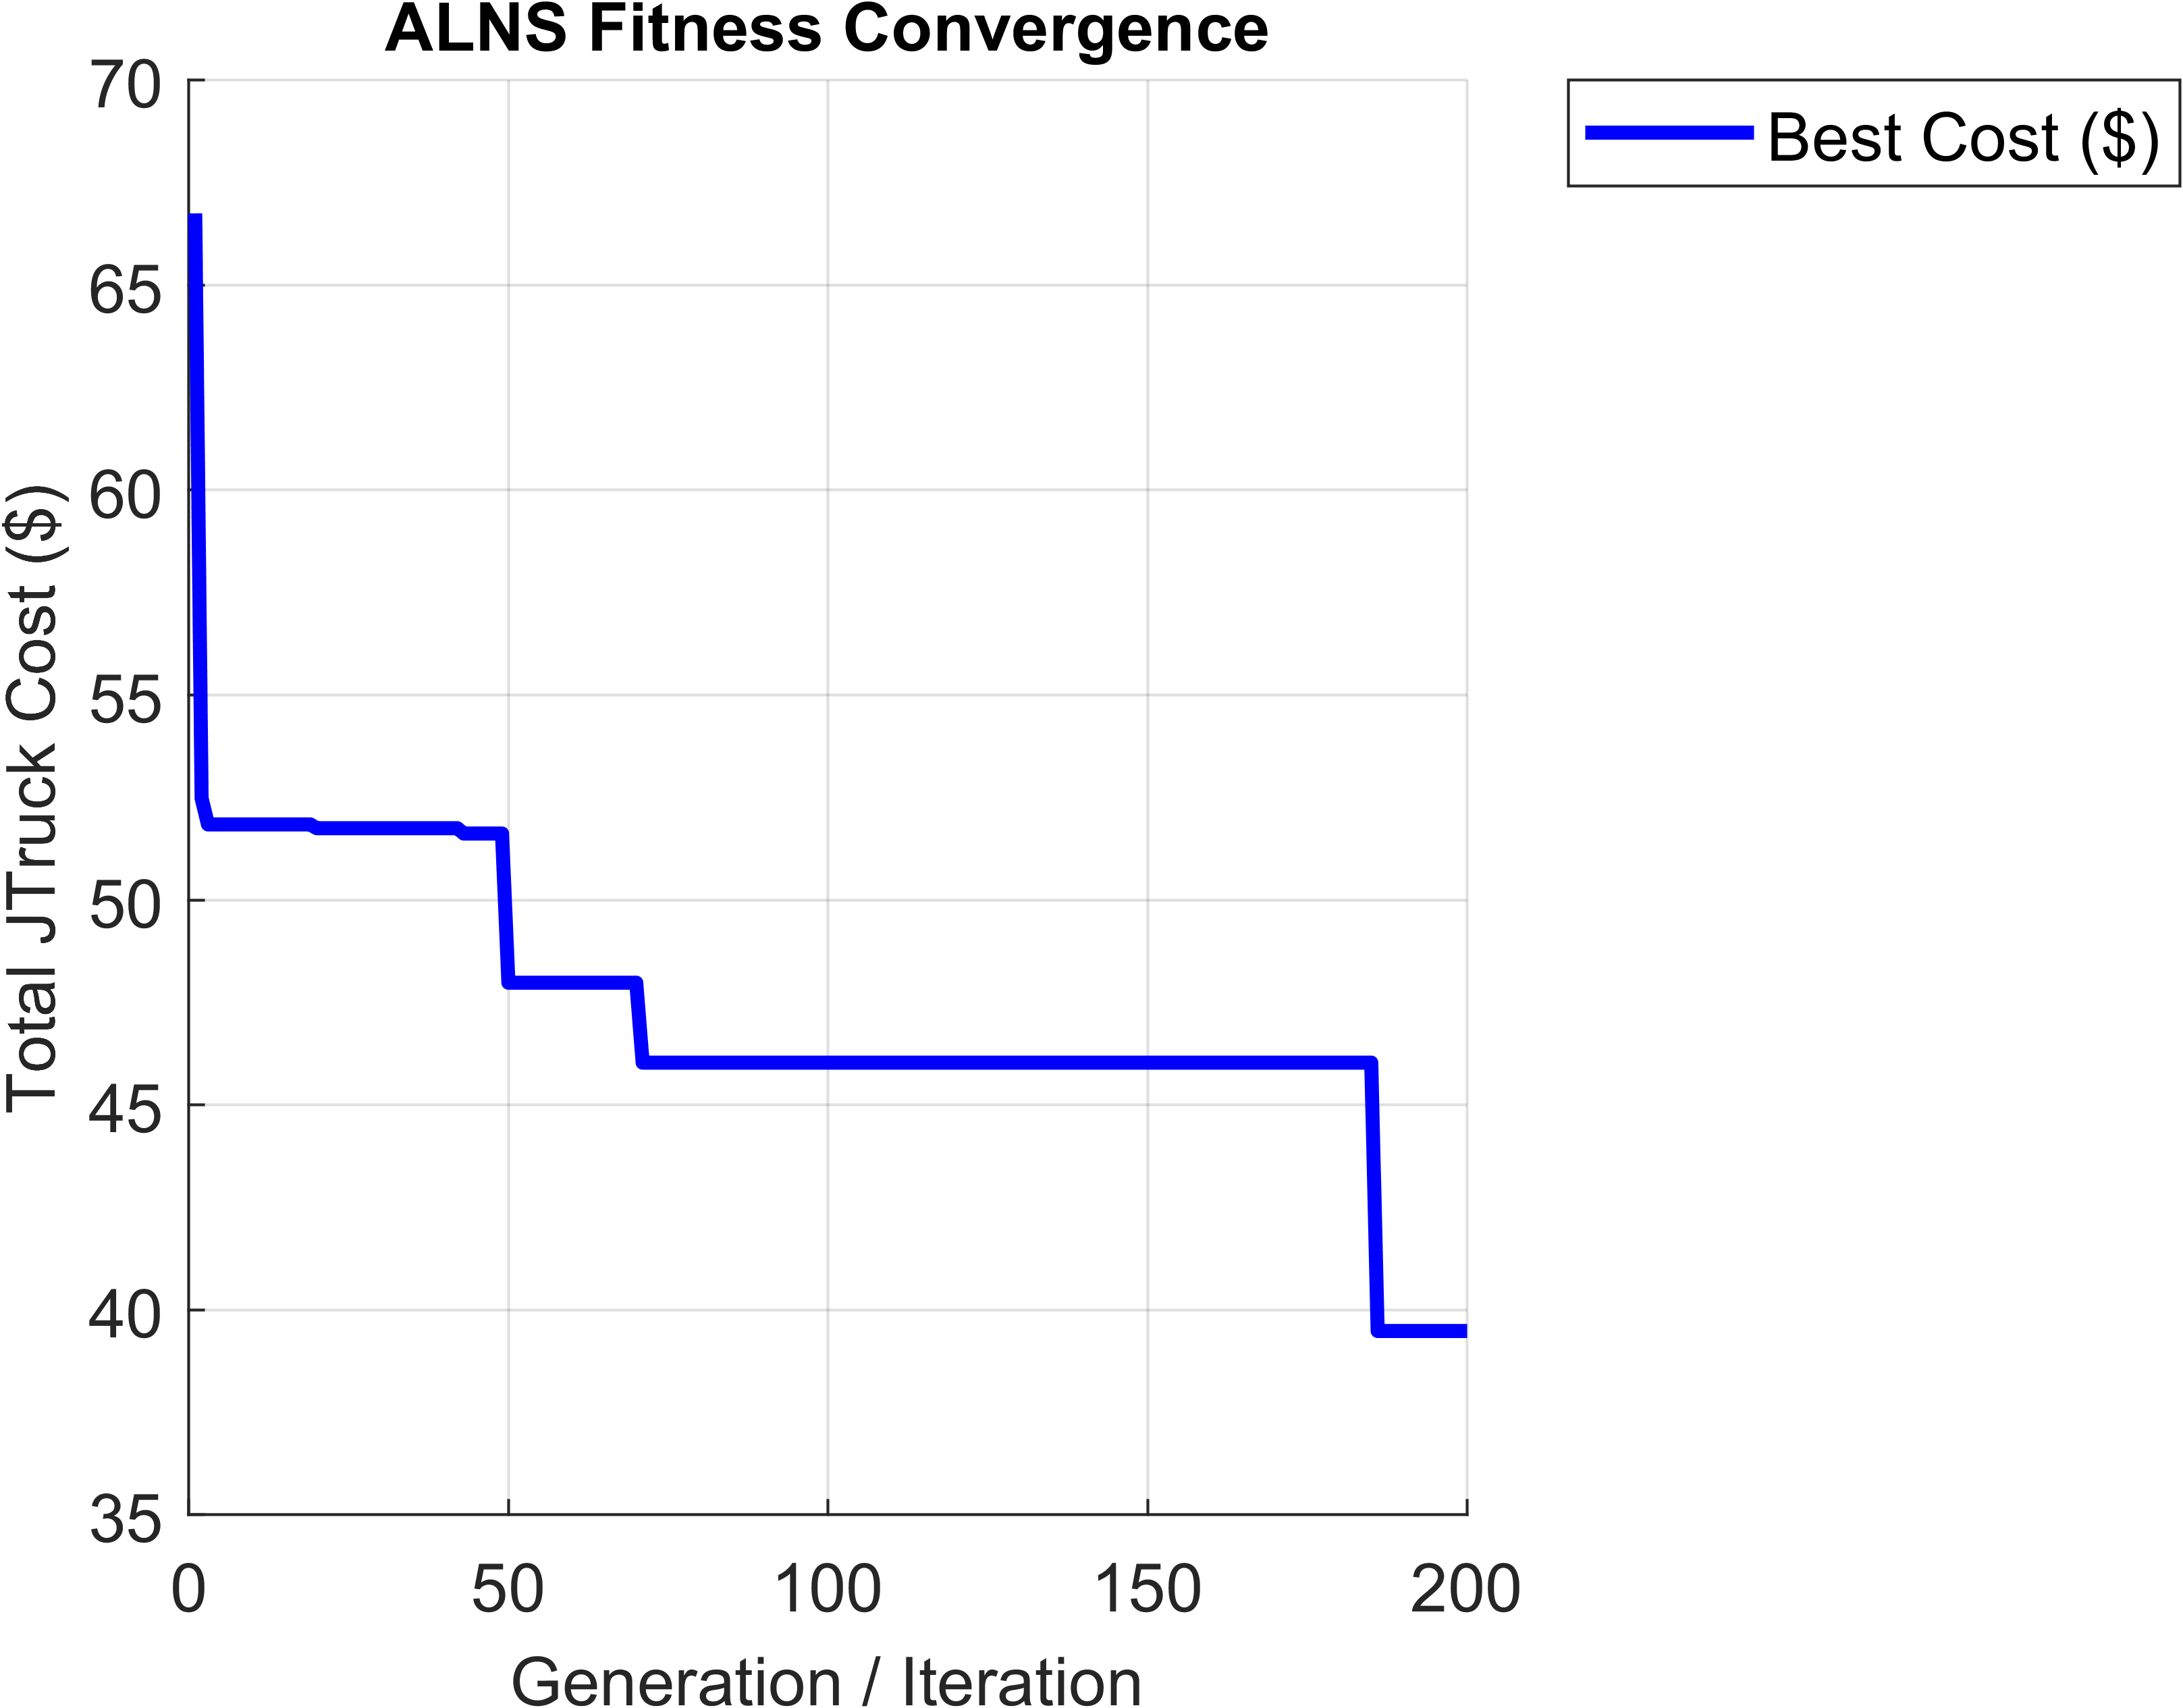 ALNS Fitness Convergence
Best Cost ($)
Total JTruck Cost ($)
70
65
60
55
50
45
40
35
0 50 100 150 200
Generation / Iteration